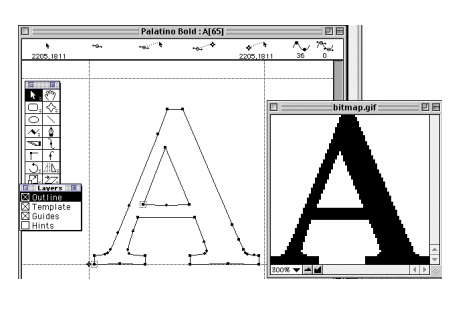 Palatino Bold : A[65]
2205,1811
2205,1811 36 0
Layers
Outline
Template
Guides
Hints
bitmap.gif
A
300%